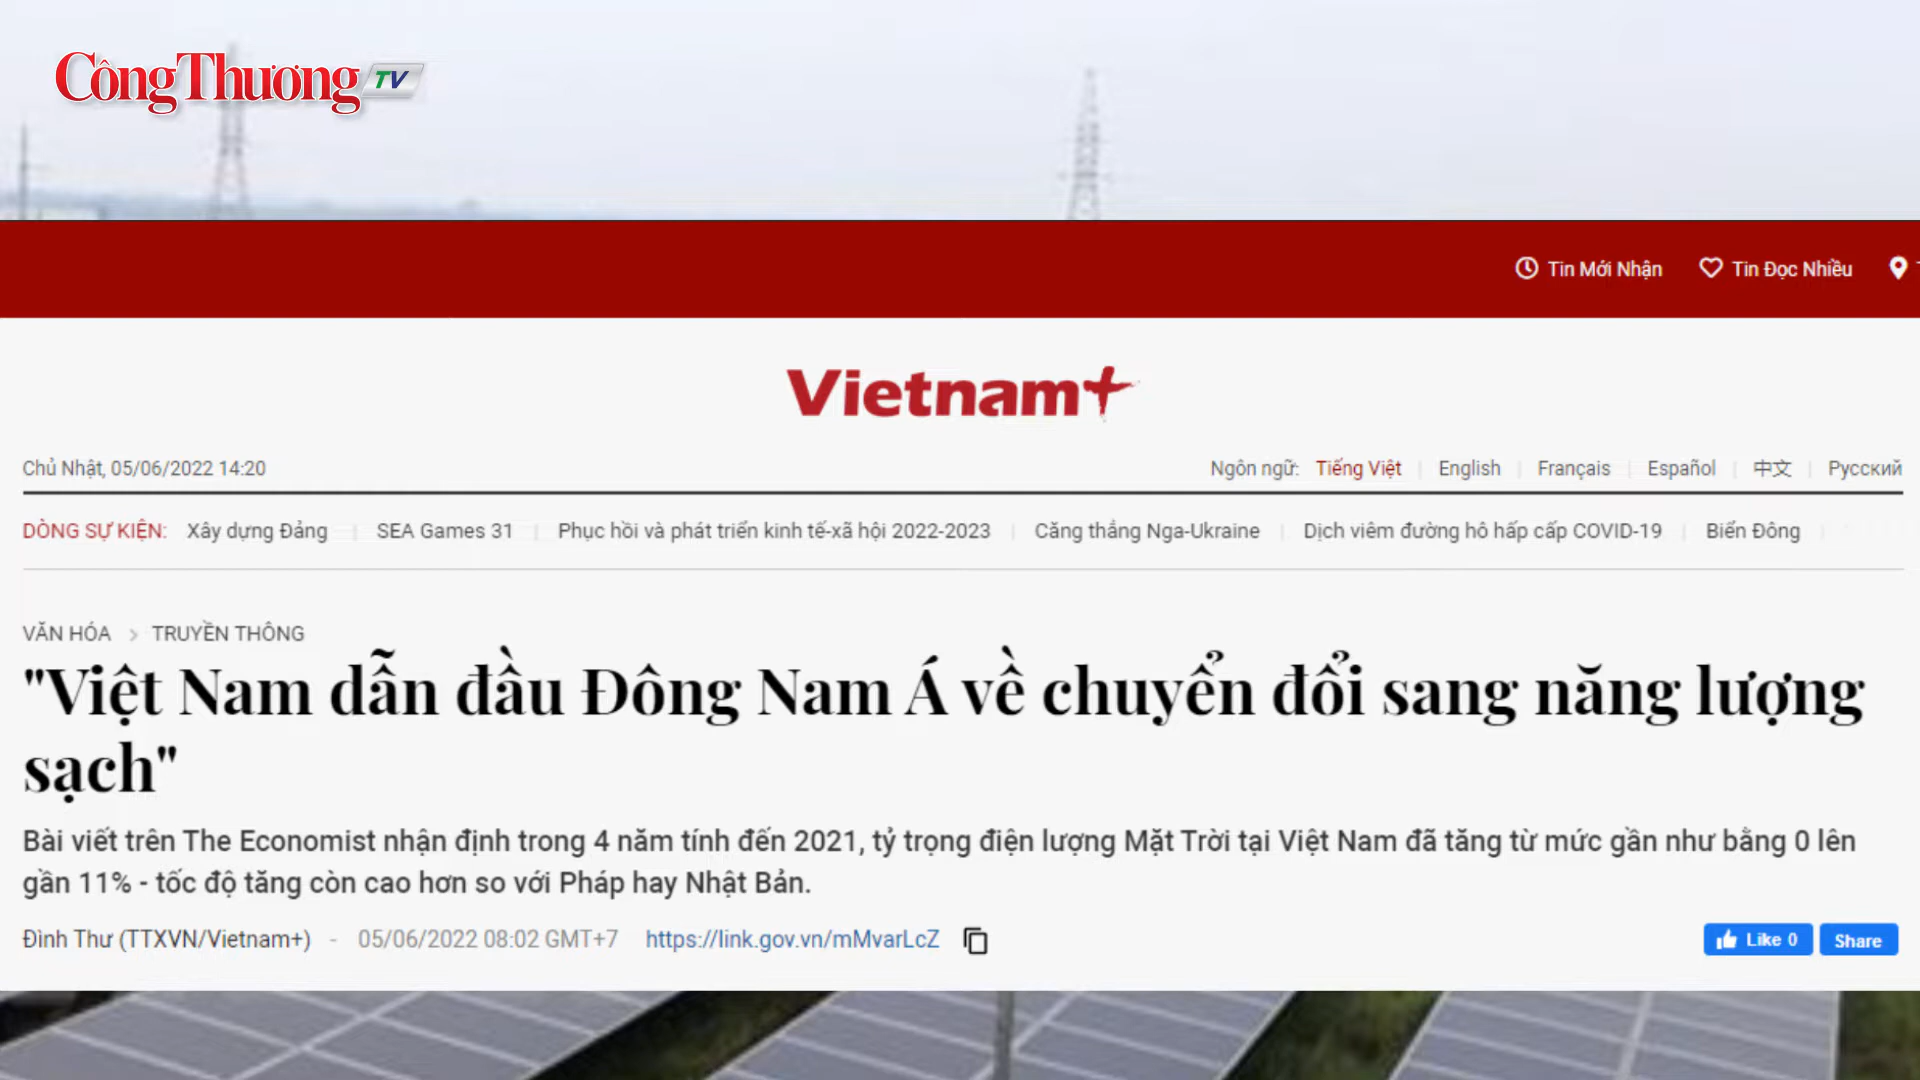 CôngThương TV
Tin Mới Nhận Tin Đọc Nhiều
Vietnam+
Chủ Nhật, 05/06/2022 14:20
Ngôn ngữ: Tiếng Việt English Français Español 中文 Русский
DÒNG SỰ KIỆN: Xây dựng Đảng SEA Games 31 Phục hồi và phát triển kinh tế-xã hội 2022-2023 Căng thẳng Nga-Ukraine Dịch viêm đường hô hấp cấp COVID-19 Biển Đông
VĂN HÓA > TRUYỀN THÔNG
"Việt Nam dẫn đầu Đông Nam Á về chuyển đổi sang năng lượng
sạch"
Bài viết trên The Economist nhận định trong 4 năm tính đến 2021, tỷ trọng điện lượng Mặt Trời tại Việt Nam đã tăng từ mức gần như bằng 0 lên
gần 11% - tốc độ tăng còn cao hơn so với Pháp hay Nhật Bản.
Đình Thư (TTXVN/Vietnam+) - 05/06/2022 08:02 GMT+7 https://link.gov.vn/mMvarLcZ
Like 0 Share